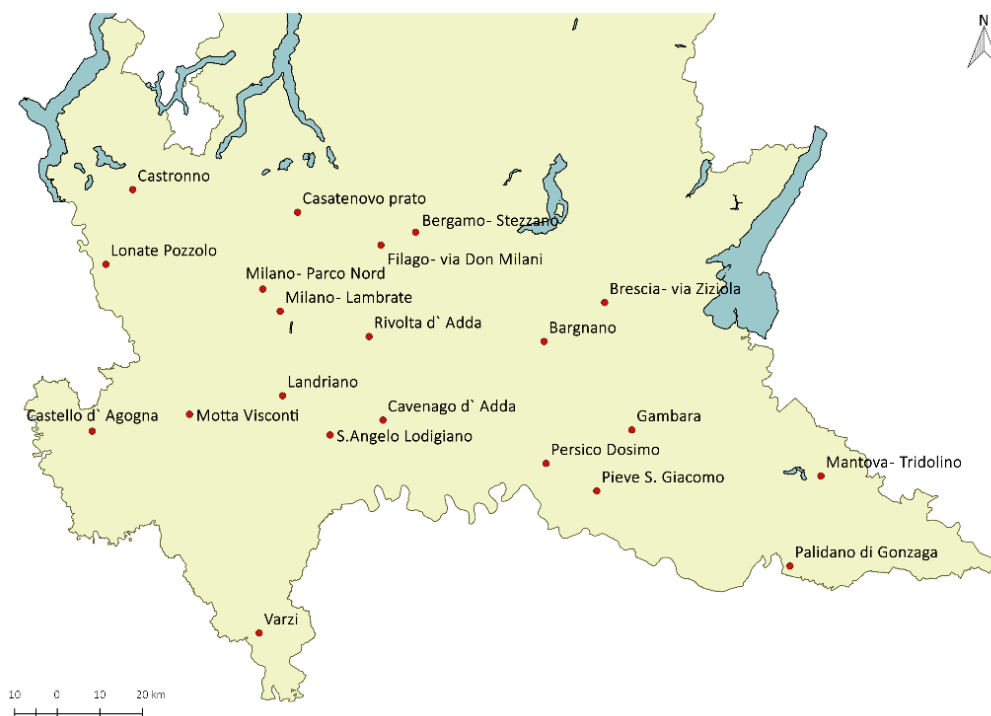 N
Castronno
Casatenovo prato
Bergamo- Stezzano
Lonate Pozzolo
Filago- via Don Milani
Milano- Parco Nord
Milano- Lambrate
Brescia- via Ziziola
Rivolta d` Adda
Bargnano
Landriano
Castello d` Agogna
Motta Visconti
Cavenago d` Adda
Gambara
S.Angelo Lodigiano
Persico Dosimo
Mantova- Tridolino
Pieve S. Giacomo
Palidano di Gonzaga
Varzi
10 0 10 20 km